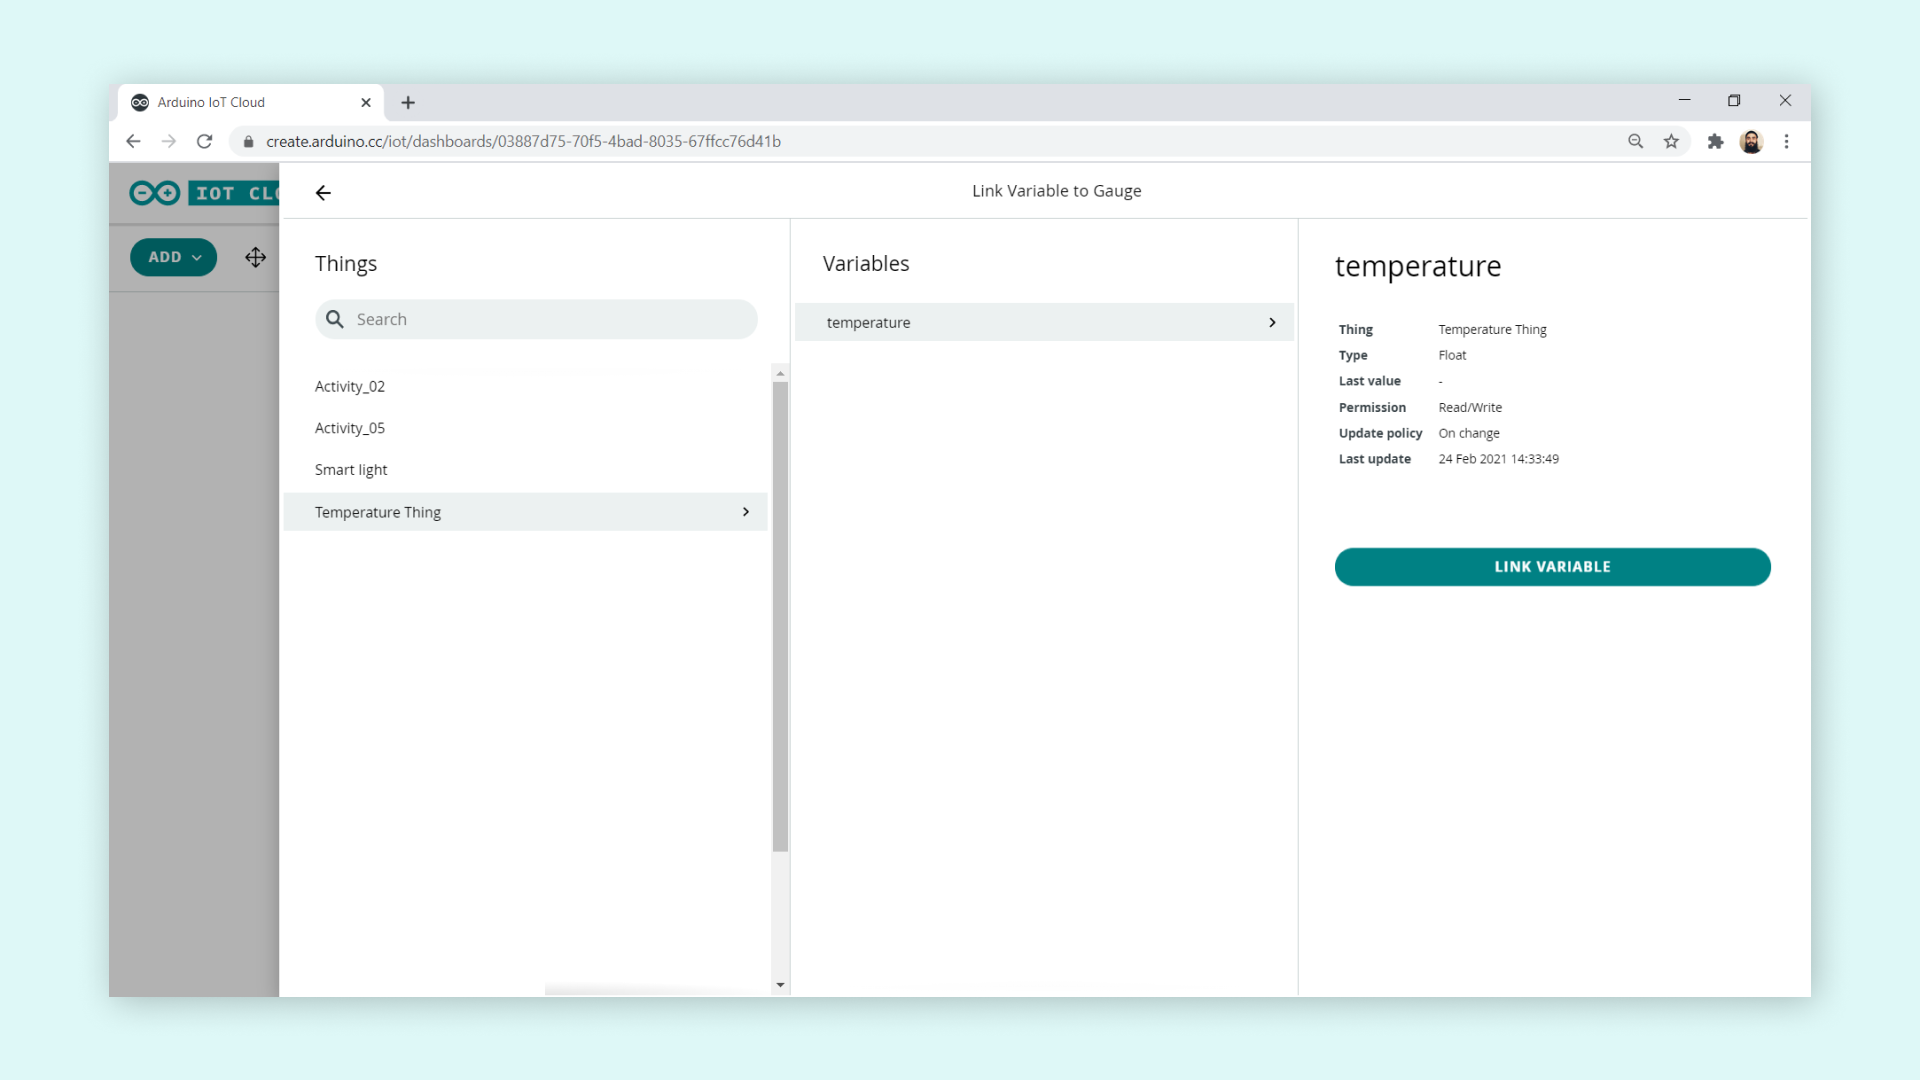 Arduino IoT Cloud
create.arduino.cc/iot/dashboards/03887d75-70f5-4bad-8035-67ffcc76d41b
IOT CLO
Link Variable to Gauge
ADD
Things
Search
Activity_02
Activity_05
Smart light
Temperature Thing
Variables
temperature
temperature
Thing Temperature Thing
Type Float
Last value -
Permission Read/Write
Update policy On change
Last update 24 Feb 2021 14:33:49
LINK VARIABLE